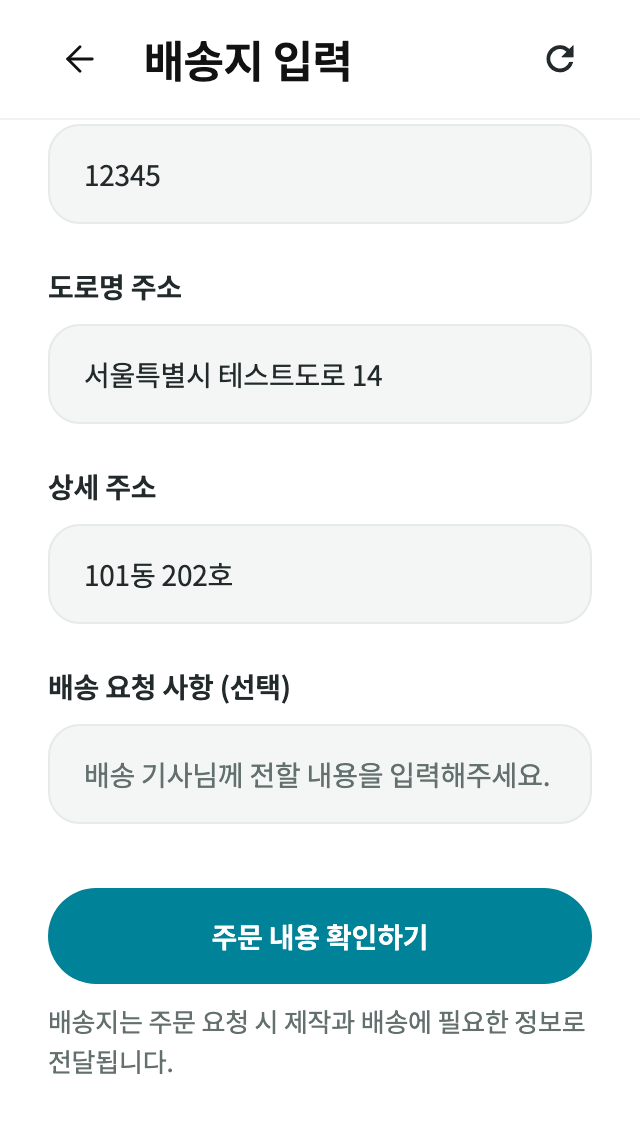 배송지 입력
12345
도로명 주소
서울특별시 테스트도로 14
상세 주소
101동 202호
배송 요청 사항 (선택)
배송 기사님께 전할 내용을 입력해주세요.
주문 내용 확인하기
배송지는 주문 요청 시 제작과 배송에 필요한 정보로
전달됩니다.